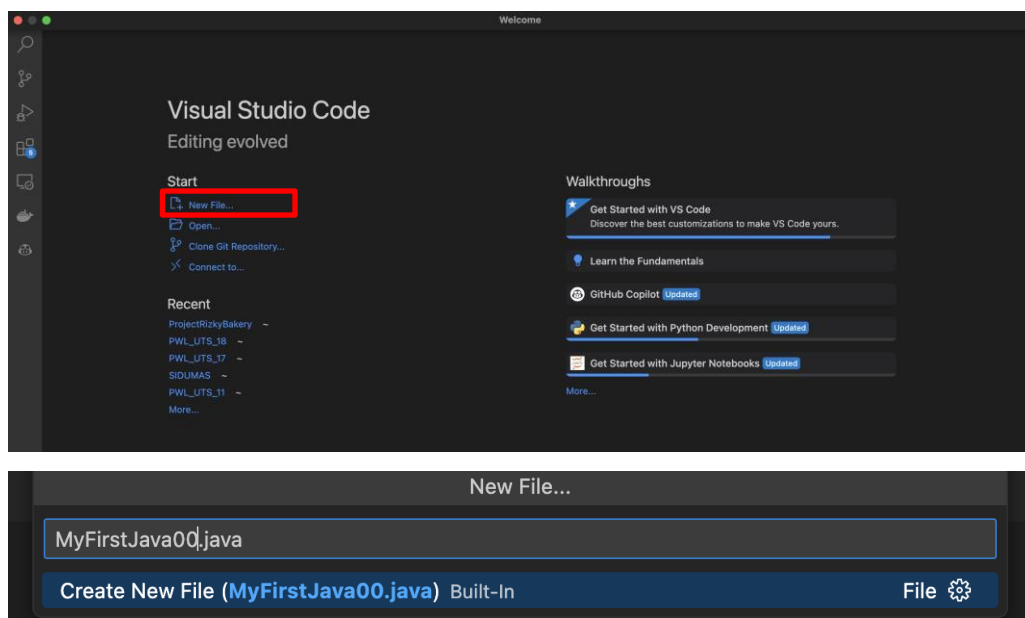 Welcome
Visual Studio Code
Editing evolved
Start
New File...
Open...
Clone Git Repository...
Connect to...
Recent
ProjectRizkyBakery ~
PWL_UTS_18 ~
PWL_UTS_17 ~
SIDUMAS ~
PWL_UTS_11 ~
More...
Walkthroughs
Get Started with VS Code
Discover the best customizations to make VS Code yours.
Learn the Fundamentals
GitHub Copilot Updated
Get Started with Python Development Updated
Get Started with Jupyter Notebooks Updated
More...
New File...
MyFirstJava00.java
Create New File (MyFirstJava00.java) Built-In File